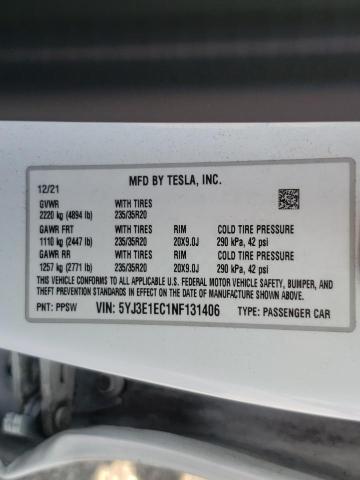 MFD BY TESLA, INC.
12/21
GVWR WITH TIRES
2220 kg (4894 lb) 235/35R20
GAWR FRT WITH TIRES RIM COLD TIRE PRESSURE
1110 kg (2447 lb) 235/35R20 20X9.0J 290 kPa, 42 psi
GAWR RR WITH TIRES RIM COLD TIRE PRESSURE
1257 kg (2771 lb) 235/35R20 20X9.0J 290 kPa, 42 psi
THIS VEHICLE CONFORMS TO ALL APPLICABLE U.S. FEDERAL MOTOR VEHICLE SAFETY, BUMPER, AND
THEFT PREVENTION STANDARDS IN EFFECT ON THE DATE OF MANUFACTURE SHOWN ABOVE.
PNT: PPSW VIN: 5YJ3E1EC1NF131406 TYPE: PASSENGER CAR